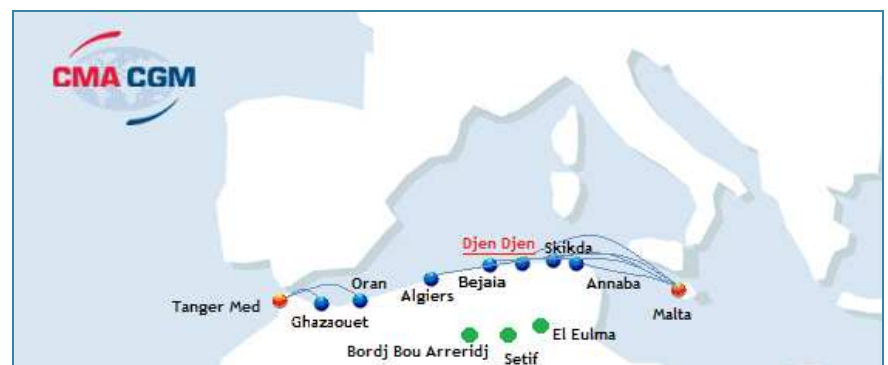 CMA CGM
Djen Djen
Skikda
Oran
Algiers
Bejaia
Annaba
Tanger Med
Ghazaouet
Malta
El Eulma
Bordj Bou Arreridj
Setif